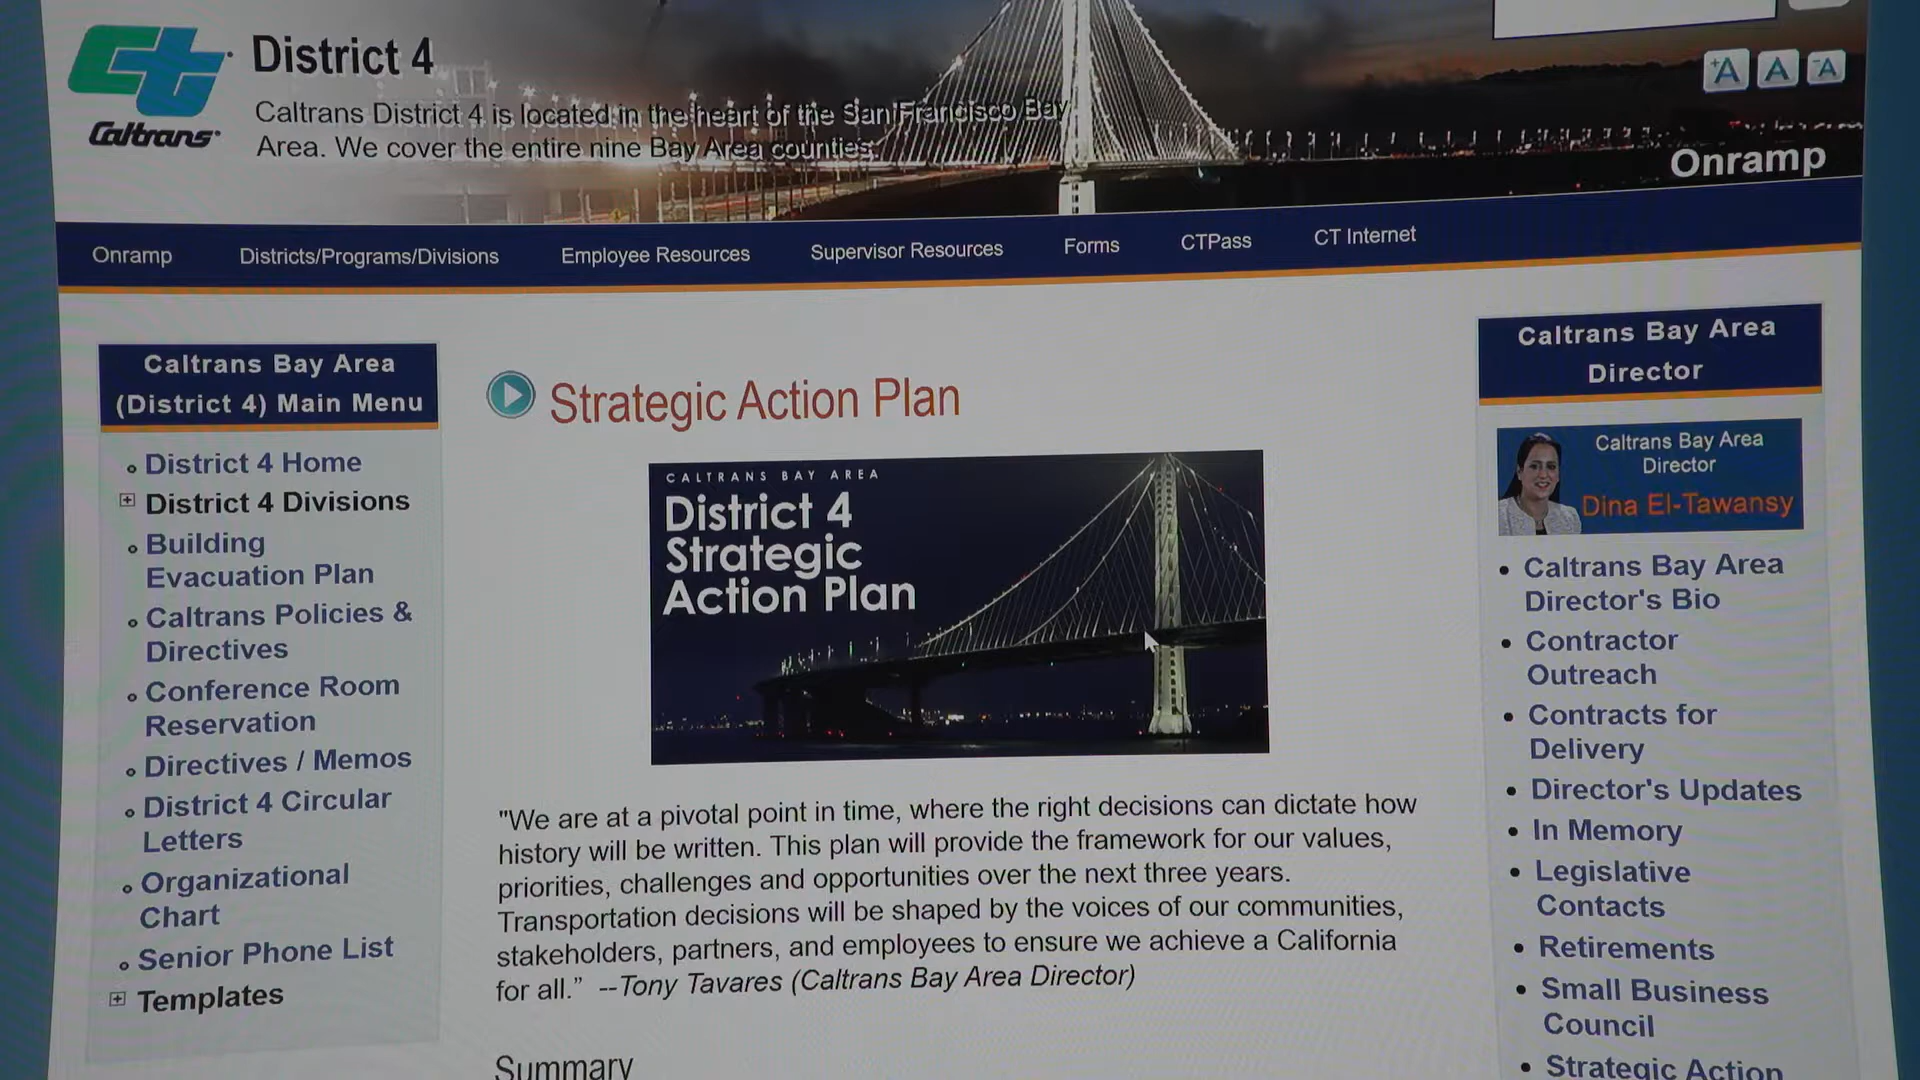 Caltrans
District 4
Caltrans District 4 is located in the heart of the San Francisco Bay
Area. We cover the entire nine Bay Area counties.
+A A -A
Onramp
Onramp Districts/Programs/Divisions Employee Resources Supervisor Resources Forms CTPass CT Internet
Caltrans Bay Area
(District 4) Main Menu
District 4 Home
District 4 Divisions
Building
Evacuation Plan
Caltrans Policies &
Directives
Conference Room
Reservation
Directives / Memos
District 4 Circular
Letters
Organizational
Chart
Senior Phone List
Templates
Strategic Action Plan
CALTRANS BAY AREA
District 4
Strategic
Action Plan
"We are at a pivotal point in time, where the right decisions can dictate how
history will be written. This plan will provide the framework for our values,
priorities, challenges and opportunities over the next three years.
Transportation decisions will be shaped by the voices of our communities,
stakeholders, partners, and employees to ensure we achieve a California
for all.” --Tony Tavares (Caltrans Bay Area Director)
Summary
Caltrans Bay Area
Director
Caltrans Bay Area
Director
Dina El-Tawansy
Caltrans Bay Area
Director's Bio
Contractor
Outreach
Contracts for
Delivery
Director's Updates
In Memory
Legislative
Contacts
Retirements
Small Business
Council
Strategic Action